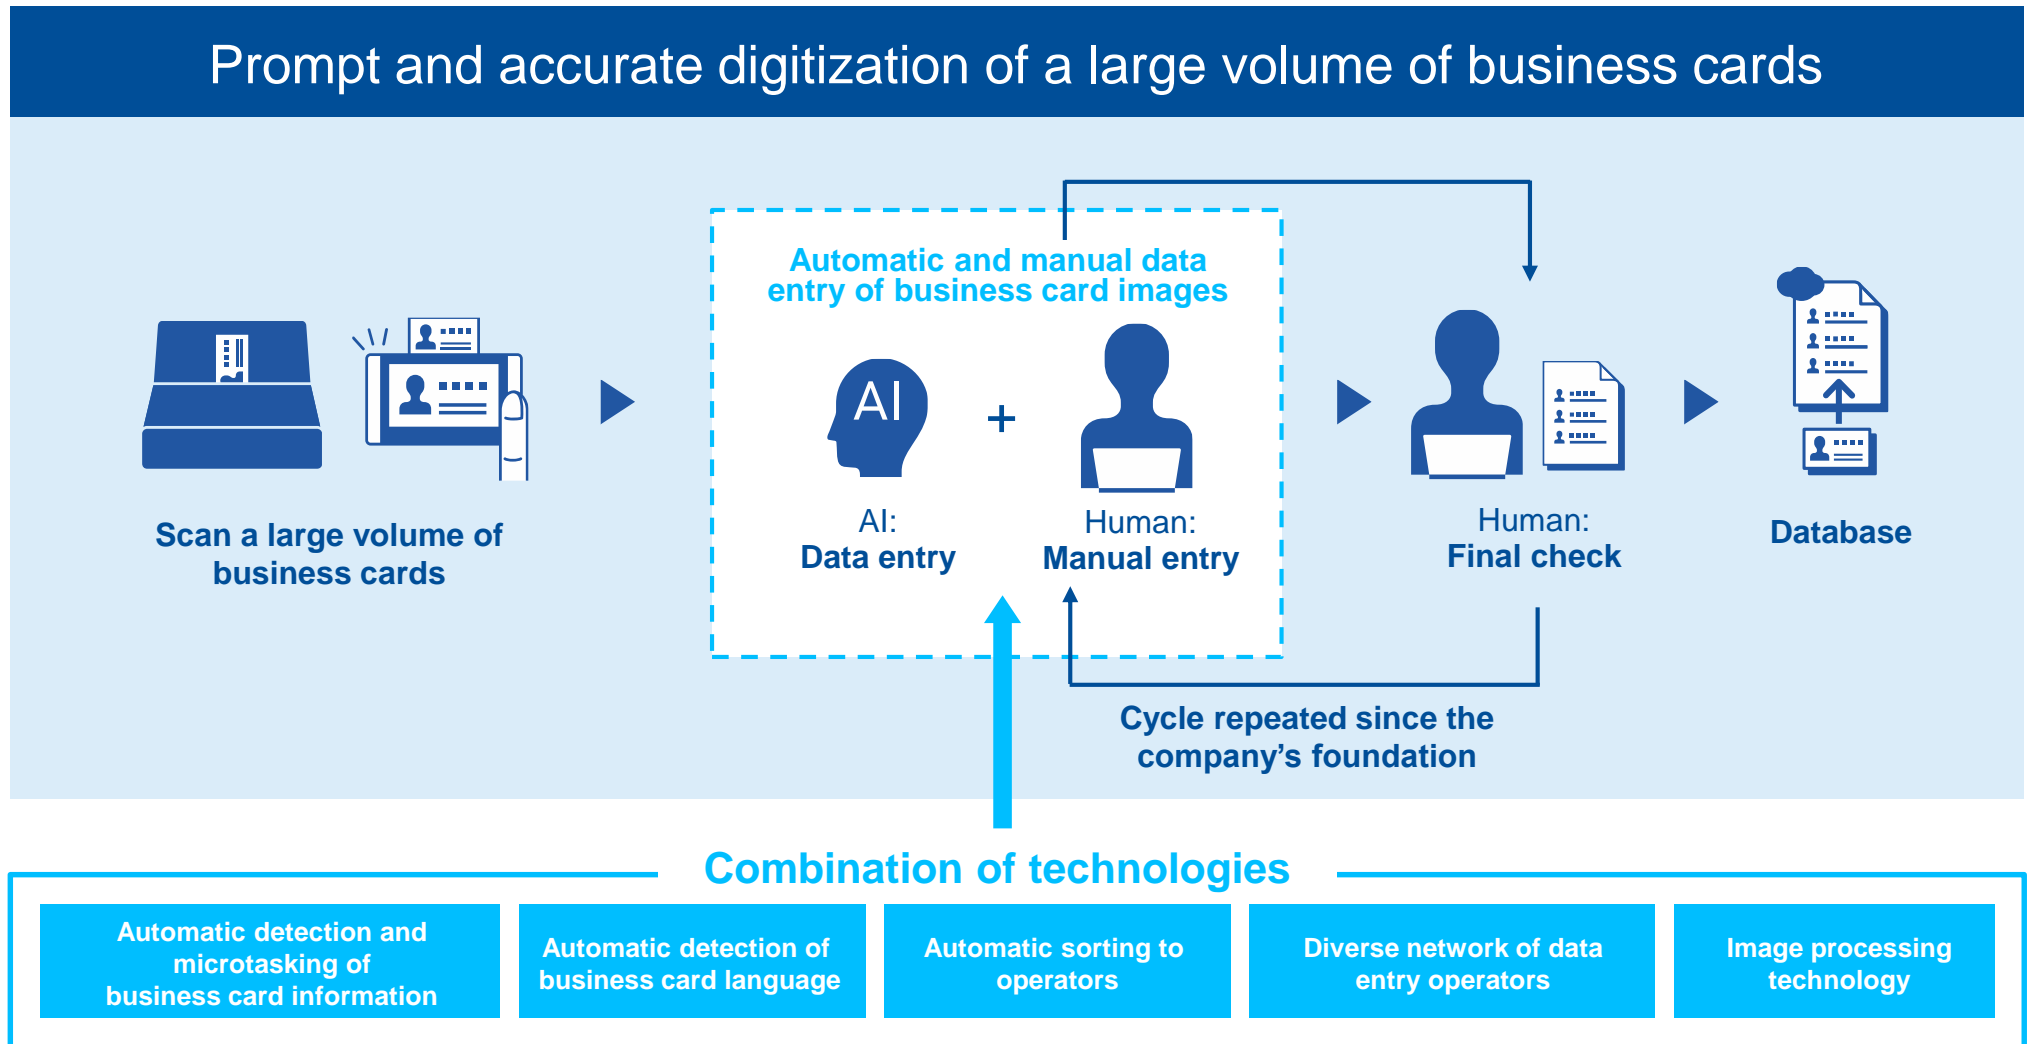 Prompt and accurate digitization of a large volume of business cards
Scan a large volume of
business cards
Automatic and manual data
entry of business card images
AI
+
AI:
Data entry
Human:
Manual entry
Human:
Final check
Database
Cycle repeated since the
company’s foundation
Combination of technologies
Automatic detection and
microtasking of
business card information
Automatic detection of
business card language
Automatic sorting to
operators
Diverse network of data
entry operators
Image processing
technology